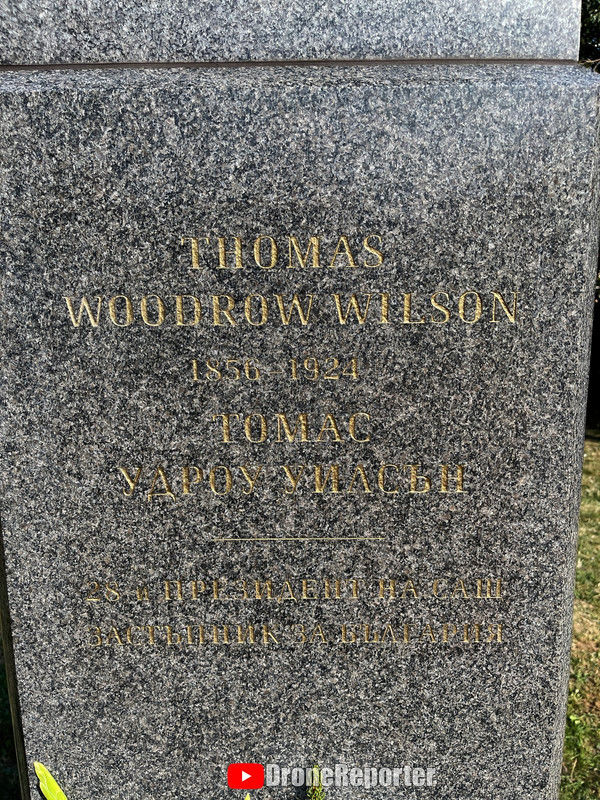 THOMAS
WOODROW WILSON
1856-1924
ТОМАС
УДРОУ УИЛСЪН
28-и ПРЕЗИДЕНТ НА САЩ
ЗАСТЪПНИК ЗА БЪЛГАРИЯ
DroneReporter